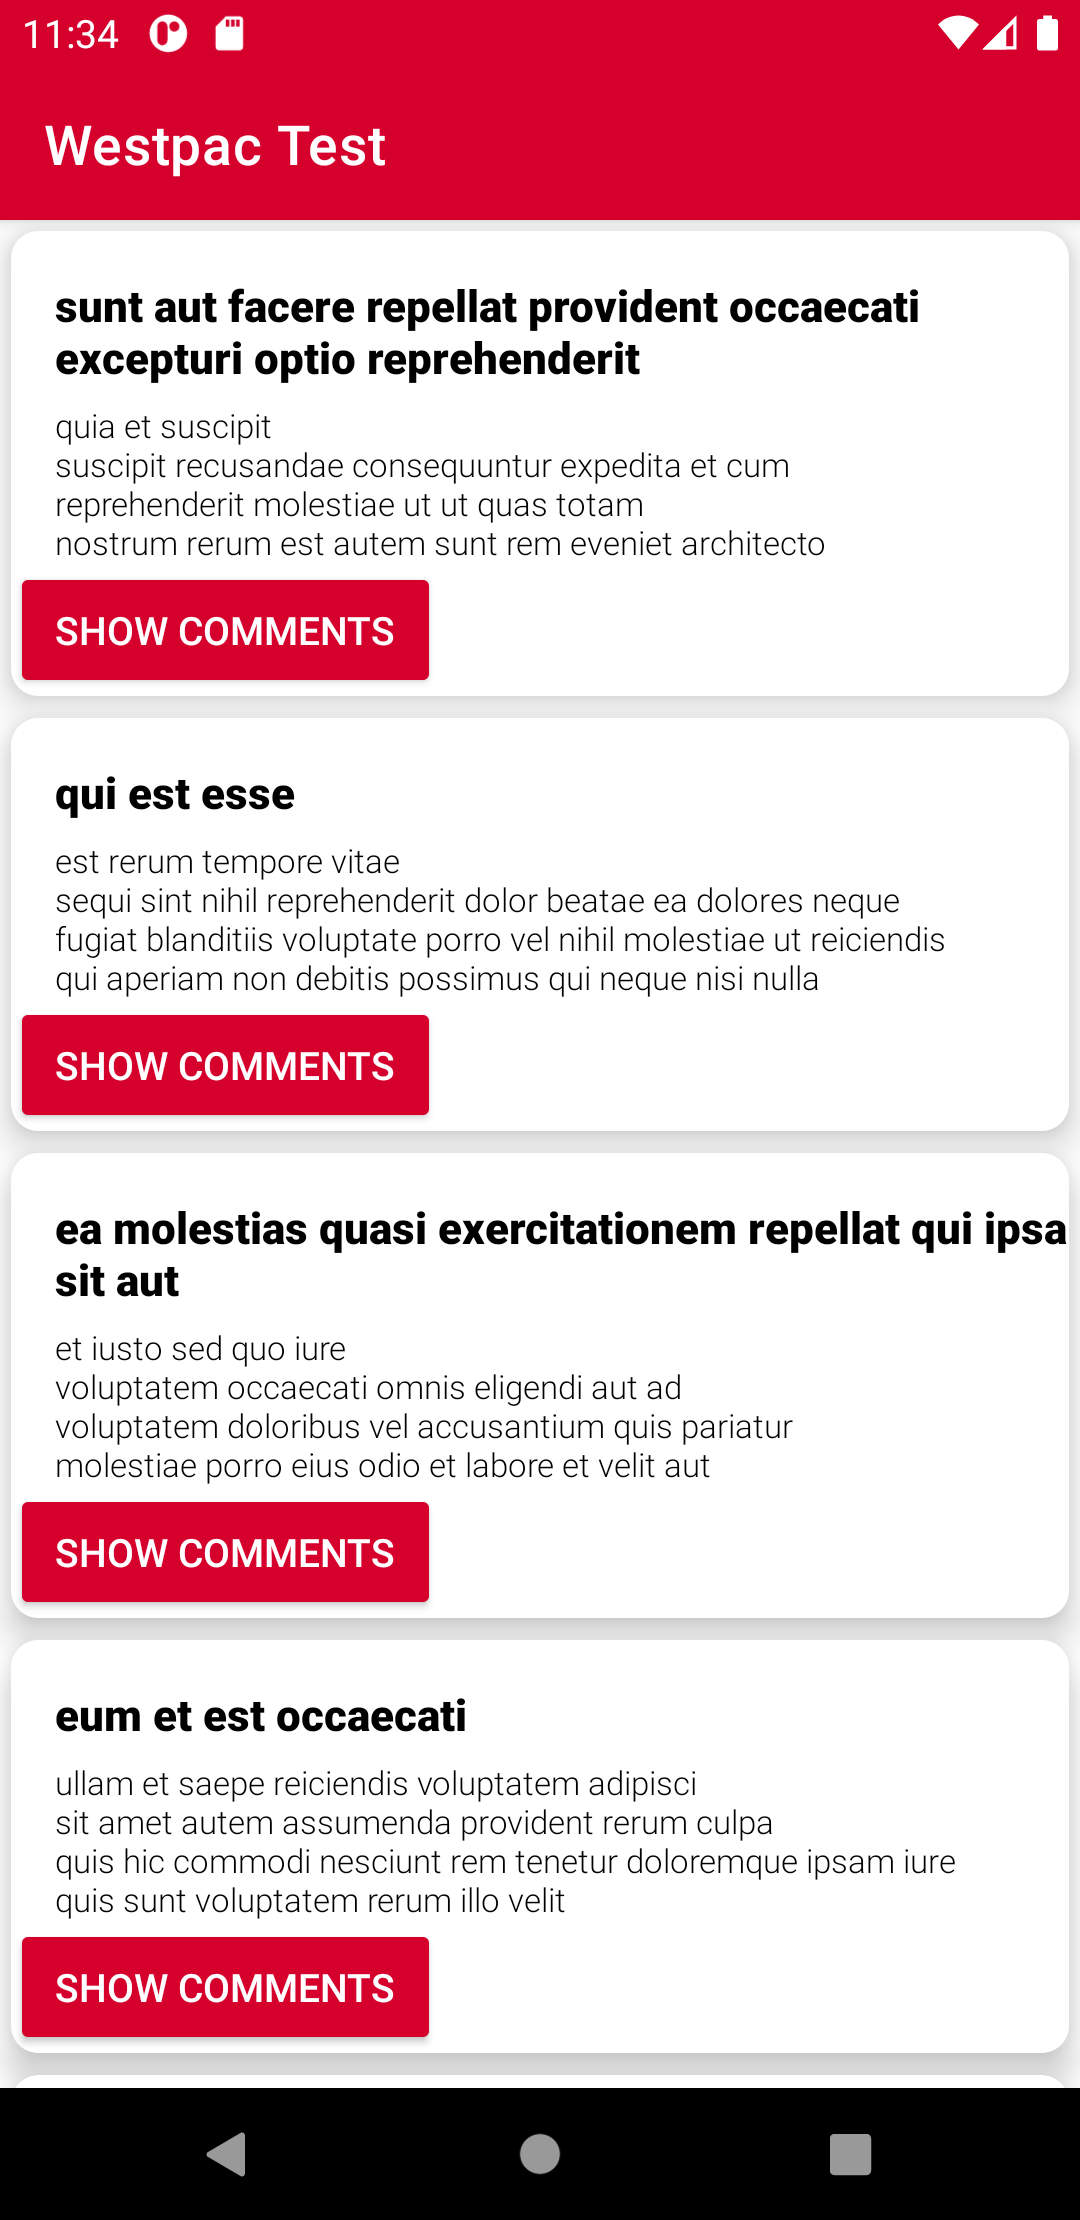 11:34
Westpac Test
sunt aut facere repellat provident occaecati
excepturi optio reprehenderit
quia et suscipit
suscipit recusandae consequuntur expedita et cum
reprehenderit molestiae ut ut quas totam
nostrum rerum est autem sunt rem eveniet architecto
SHOW COMMENTS
qui est esse
est rerum tempore vitae
sequi sint nihil reprehenderit dolor beatae ea dolores neque
fugiat blanditiis voluptate porro vel nihil molestiae ut reiciendis
qui aperiam non debitis possimus qui neque nisi nulla
SHOW COMMENTS
ea molestias quasi exercitationem repellat qui ipsa
sit aut
et iusto sed quo iure
voluptatem occaecati omnis eligendi aut ad
voluptatem doloribus vel accusantium quis pariatur
molestiae porro eius odio et labore et velit aut
SHOW COMMENTS
eum et est occaecati
ullam et saepe reiciendis voluptatem adipisci
sit amet autem assumenda provident rerum culpa
quis hic commodi nesciunt rem tenetur doloremque ipsam iure
quis sunt voluptatem rerum illo velit
SHOW COMMENTS